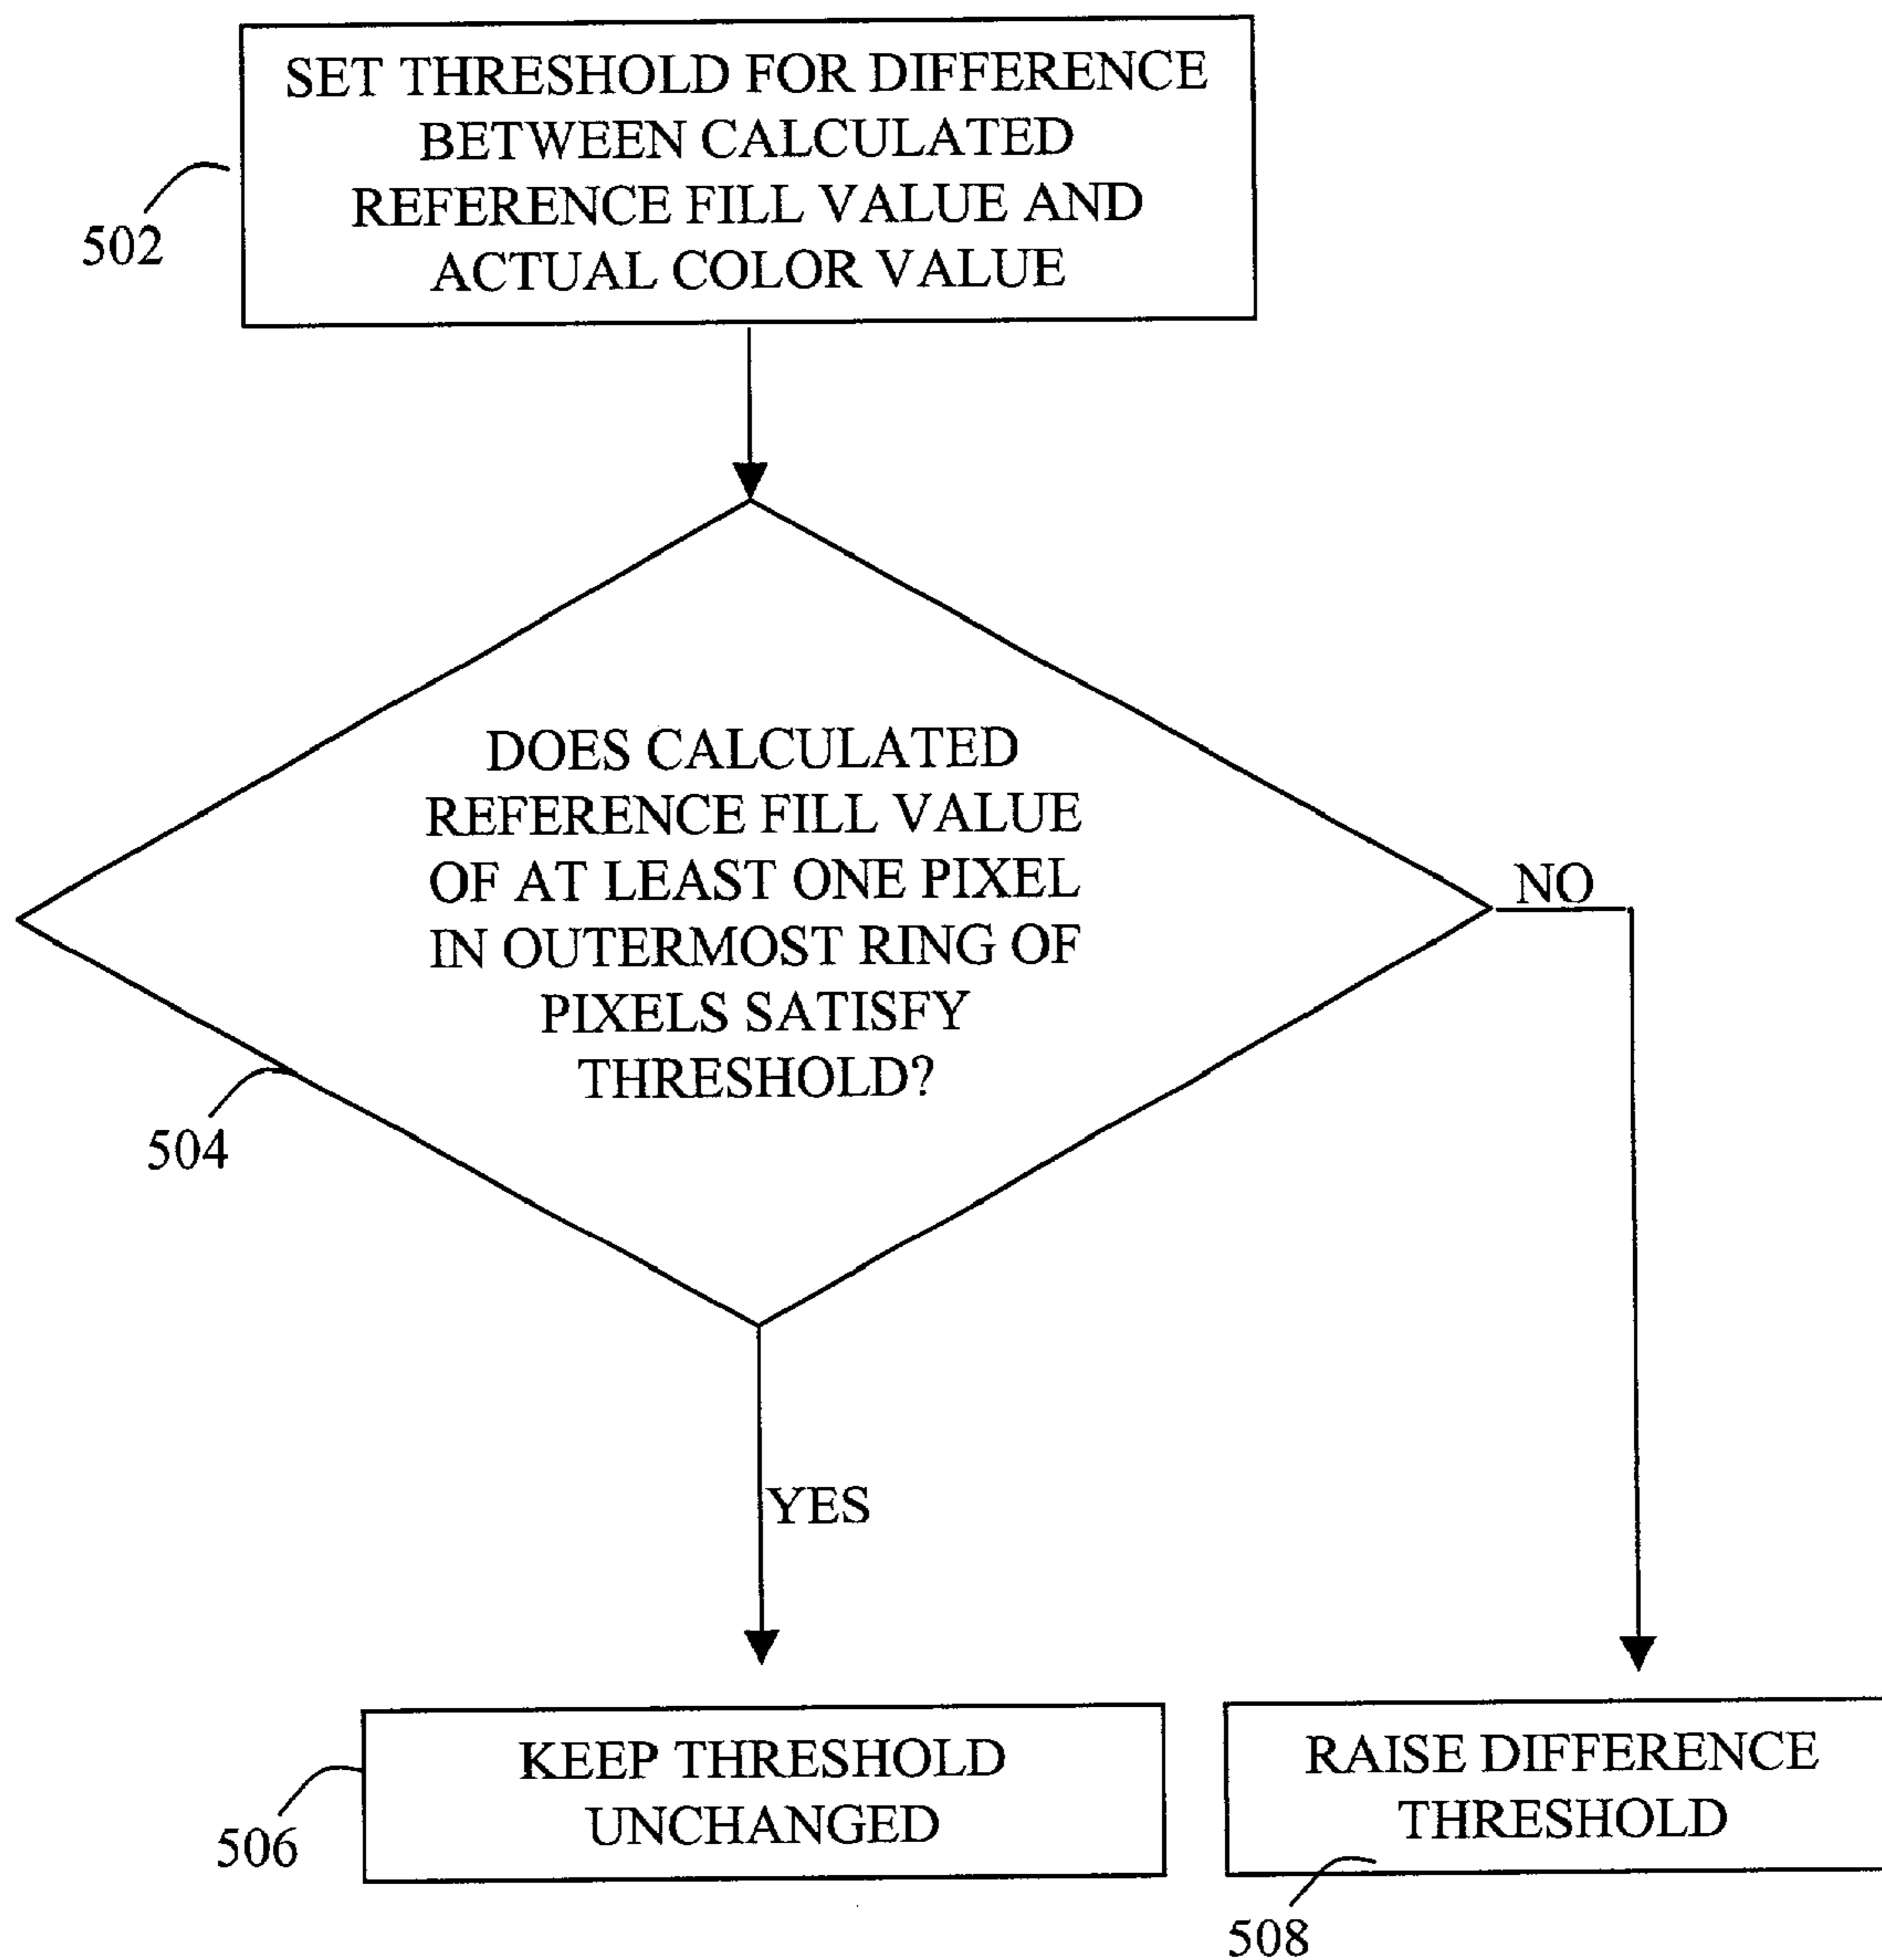 SET THRESHOLD FOR DIFFERENCE
BETWEEN CALCULATED
REFERENCE FILL VALUE AND
ACTUAL COLOR VALUE
502
DOES CALCULATED
REFERENCE FILL VALUE
OF AT LEAST ONE PIXEL
IN OUTERMOST RING OF
PIXELS SATISFY
THRESHOLD?
NO
504
YES
KEEP THRESHOLD
UNCHANGED
506
RAISE DIFFERENCE
THRESHOLD
508